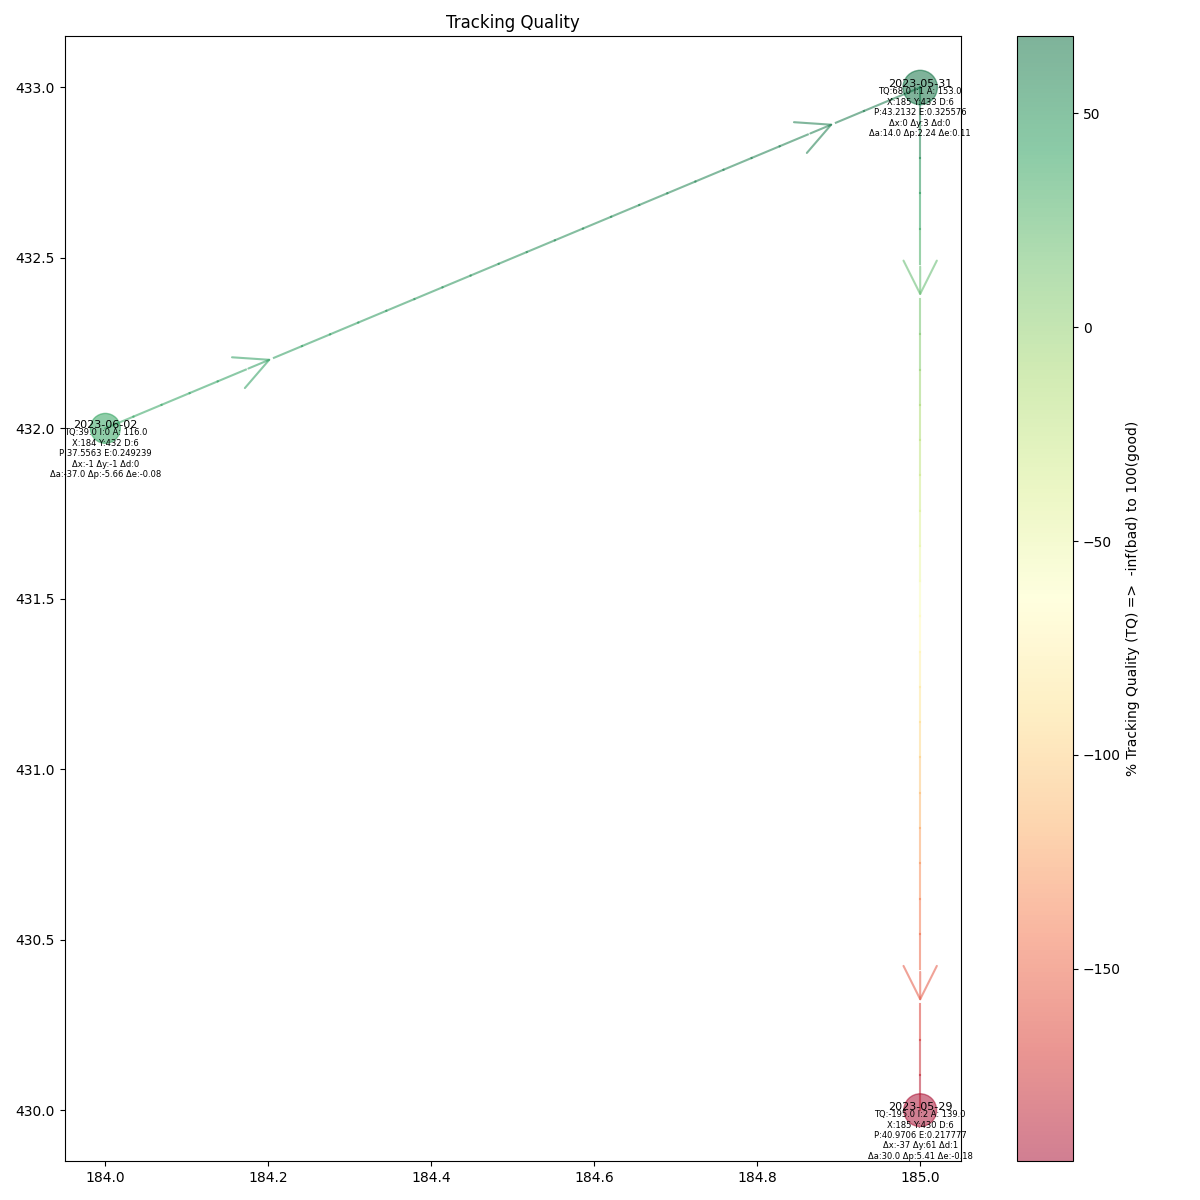 Tracking Quality
433.0
432.5
432.0
431.5
431.0
430.5
430.0
184.0
184.2
184.4
184.6
184.8
185.0
2023-05-31
TQ:68.0 I:1 A: 153.0
X:185 Y:433 D:6
P:43.2132 E:0.325576
Δx:0 Δy:3 Δd:0
Δa:14.0 Δp:2.24 Δe:0.11
2023-06-02
TQ:39.0 I:0 A: 116.0
X:184 Y:432 D:6
P:37.5563 E:0.249239
Δx:-1 Δy:-1 Δd:0
Δa:-37.0 Δp:-5.66 Δe:-0.08
2023-05-29
TQ:-195.0 I:2 A: 139.0
X:185 Y:430 D:6
P:40.9706 E:0.217777
Δx:-37 Δy:61 Δd:1
Δa:30.0 Δp:5.41 Δe:-0.18
50
0
−50
−100
−150
% Tracking Quality (TQ) =>  -inf(bad) to 100(good)